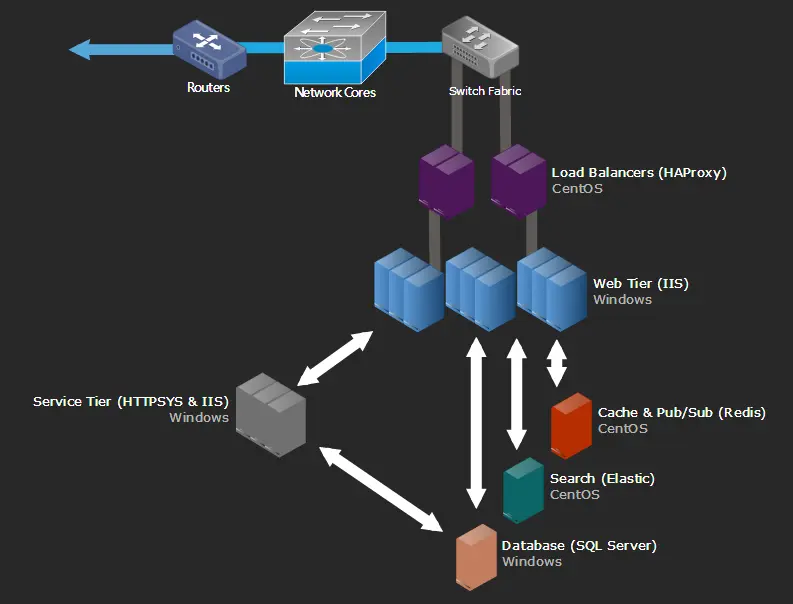 Routers
Network Cores
Switch Fabric
Load Balancers (HAProxy)
CentOS
Web Tier (IIS)
Windows
Service Tier (HTTPSYS & IIS)
Windows
Cache & Pub/Sub (Redis)
CentOS
Search (Elastic)
CentOS
Database (SQL Server)
Windows